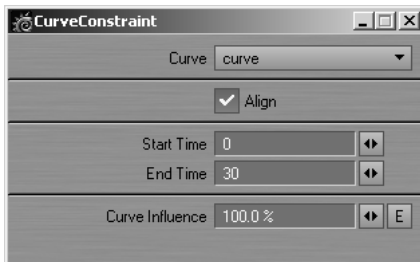 CurveConstraint
Curve curve
Align
Start Time 0
End Time 30
Curve Influence 100.0 % E